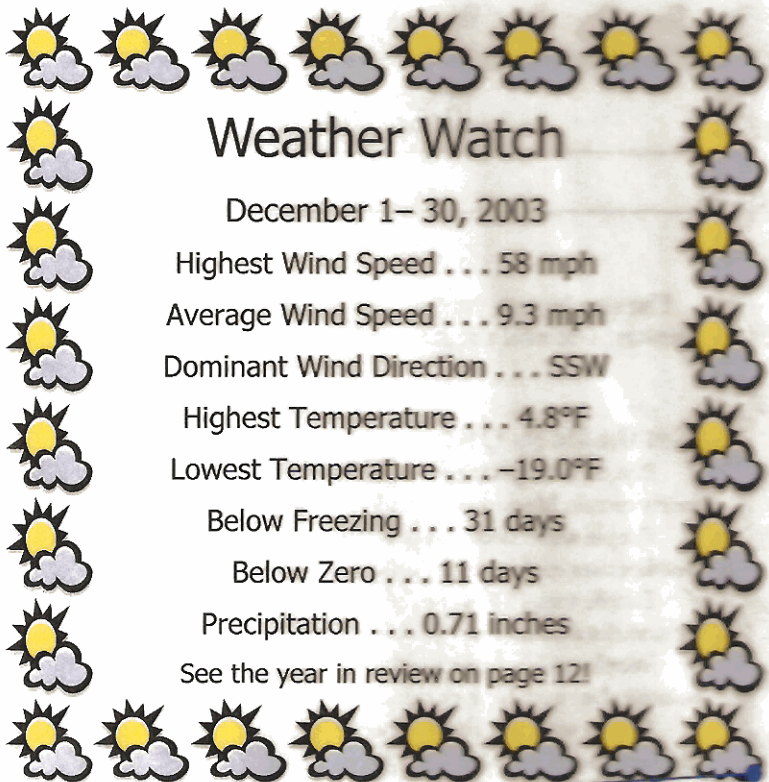 Weather Watch
December 1– 30, 2003
Highest Wind Speed . . . 58 mph
Average Wind Speed . . . 9.3 mph
Dominant Wind Direction . . . SSW
Highest Temperature . . . 4.8°F
Lowest Temperature . . . –19.0°F
Below Freezing . . . 31 days
Below Zero . . . 11 days
Precipitation . . . 0.71 inches
See the year in review on page 12!